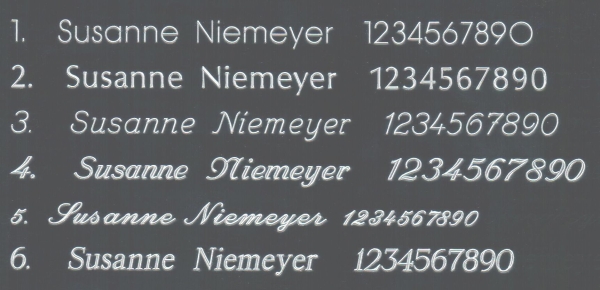 1. Susanne Niemeyer 1234567890
2. Susanne Niemeyer 1234567890
3. Susanne Niemeyer 1234567890
4. Susanne Niemeyer 1234567890
5. Susanne Niemeyer 1234567890
6. Susanne Niemeyer 1234567890